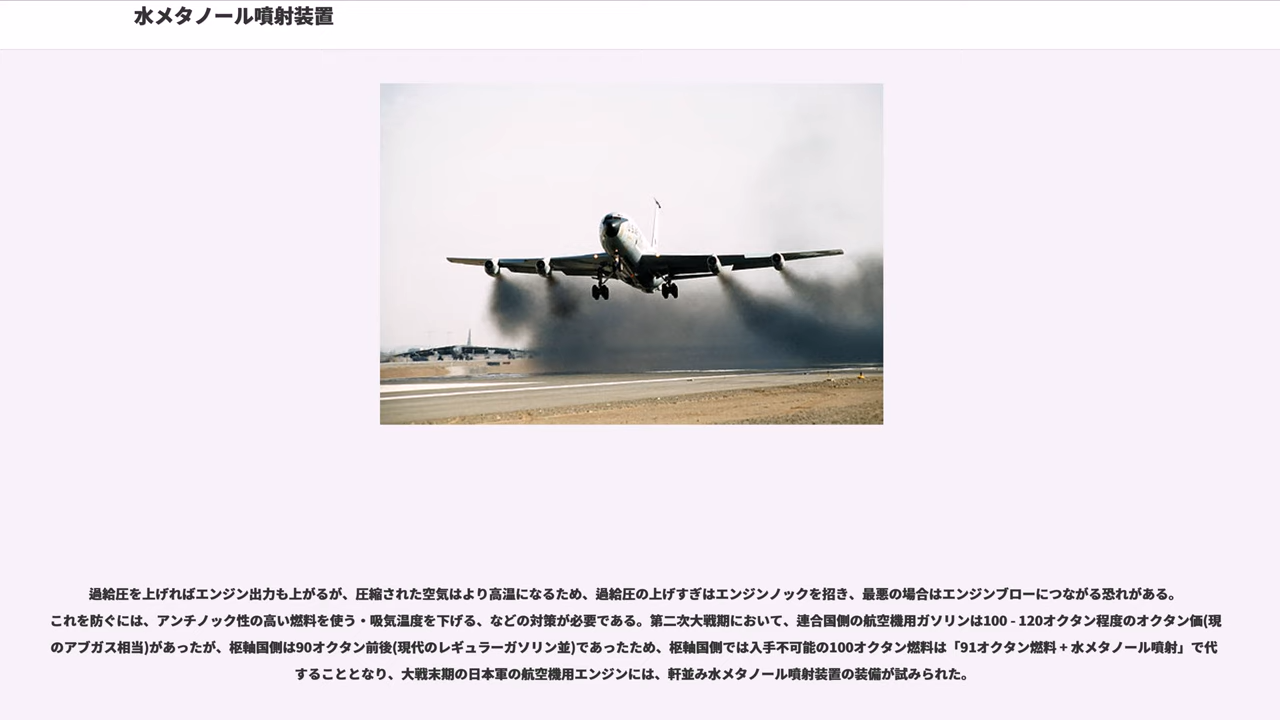 水メタノール噴射装置
過給圧を上げればエンジン出力も上がるが、圧縮された空気はより高温になるため、過給圧の上げすぎはエンジンノックを招き、最悪の場合はエンジンブローにつながる恐れがある。
これを防ぐには、アンチノック性の高い燃料を使う・吸気温度を下げる、などの対策が必要である。第二次大戦期において、連合国側の航空機用ガソリンは100 - 120オクタン程度のオクタン価(現
のアブガス相当)があったが、枢軸国側は90オクタン前後(現代のレギュラーガソリン並)であったため、枢軸国側では入手不可能の100オクタン燃料は「91オクタン燃料 + 水メタノール噴射」で代
することとなり、大戦末期の日本軍の航空機用エンジンには、軒並み水メタノール噴射装置の装備が試みられた。